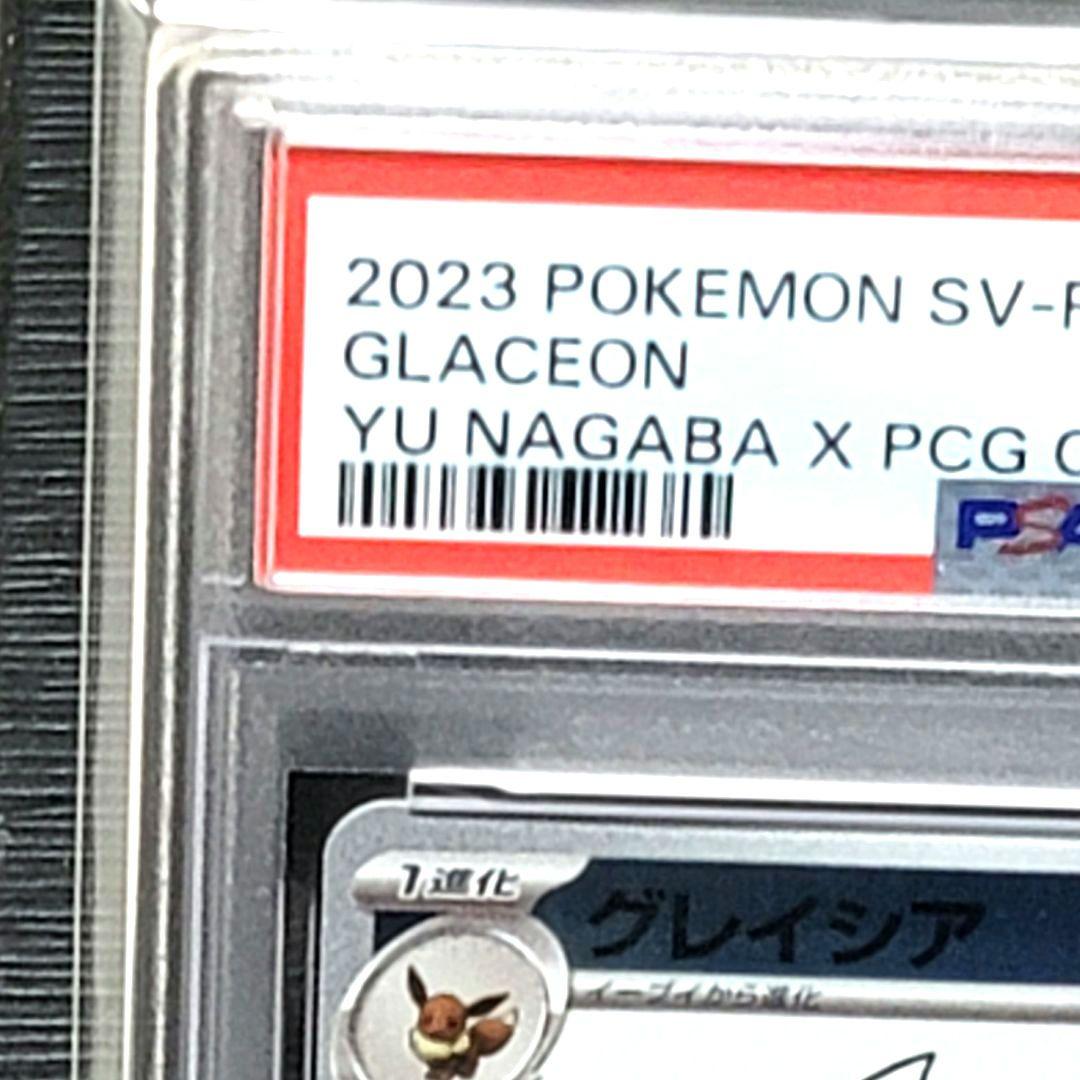 2023 POKEMON SV-P
GLACEON
YU NAGABA X PCG C
PSA
1進化
グレイシア
イーブイから進化